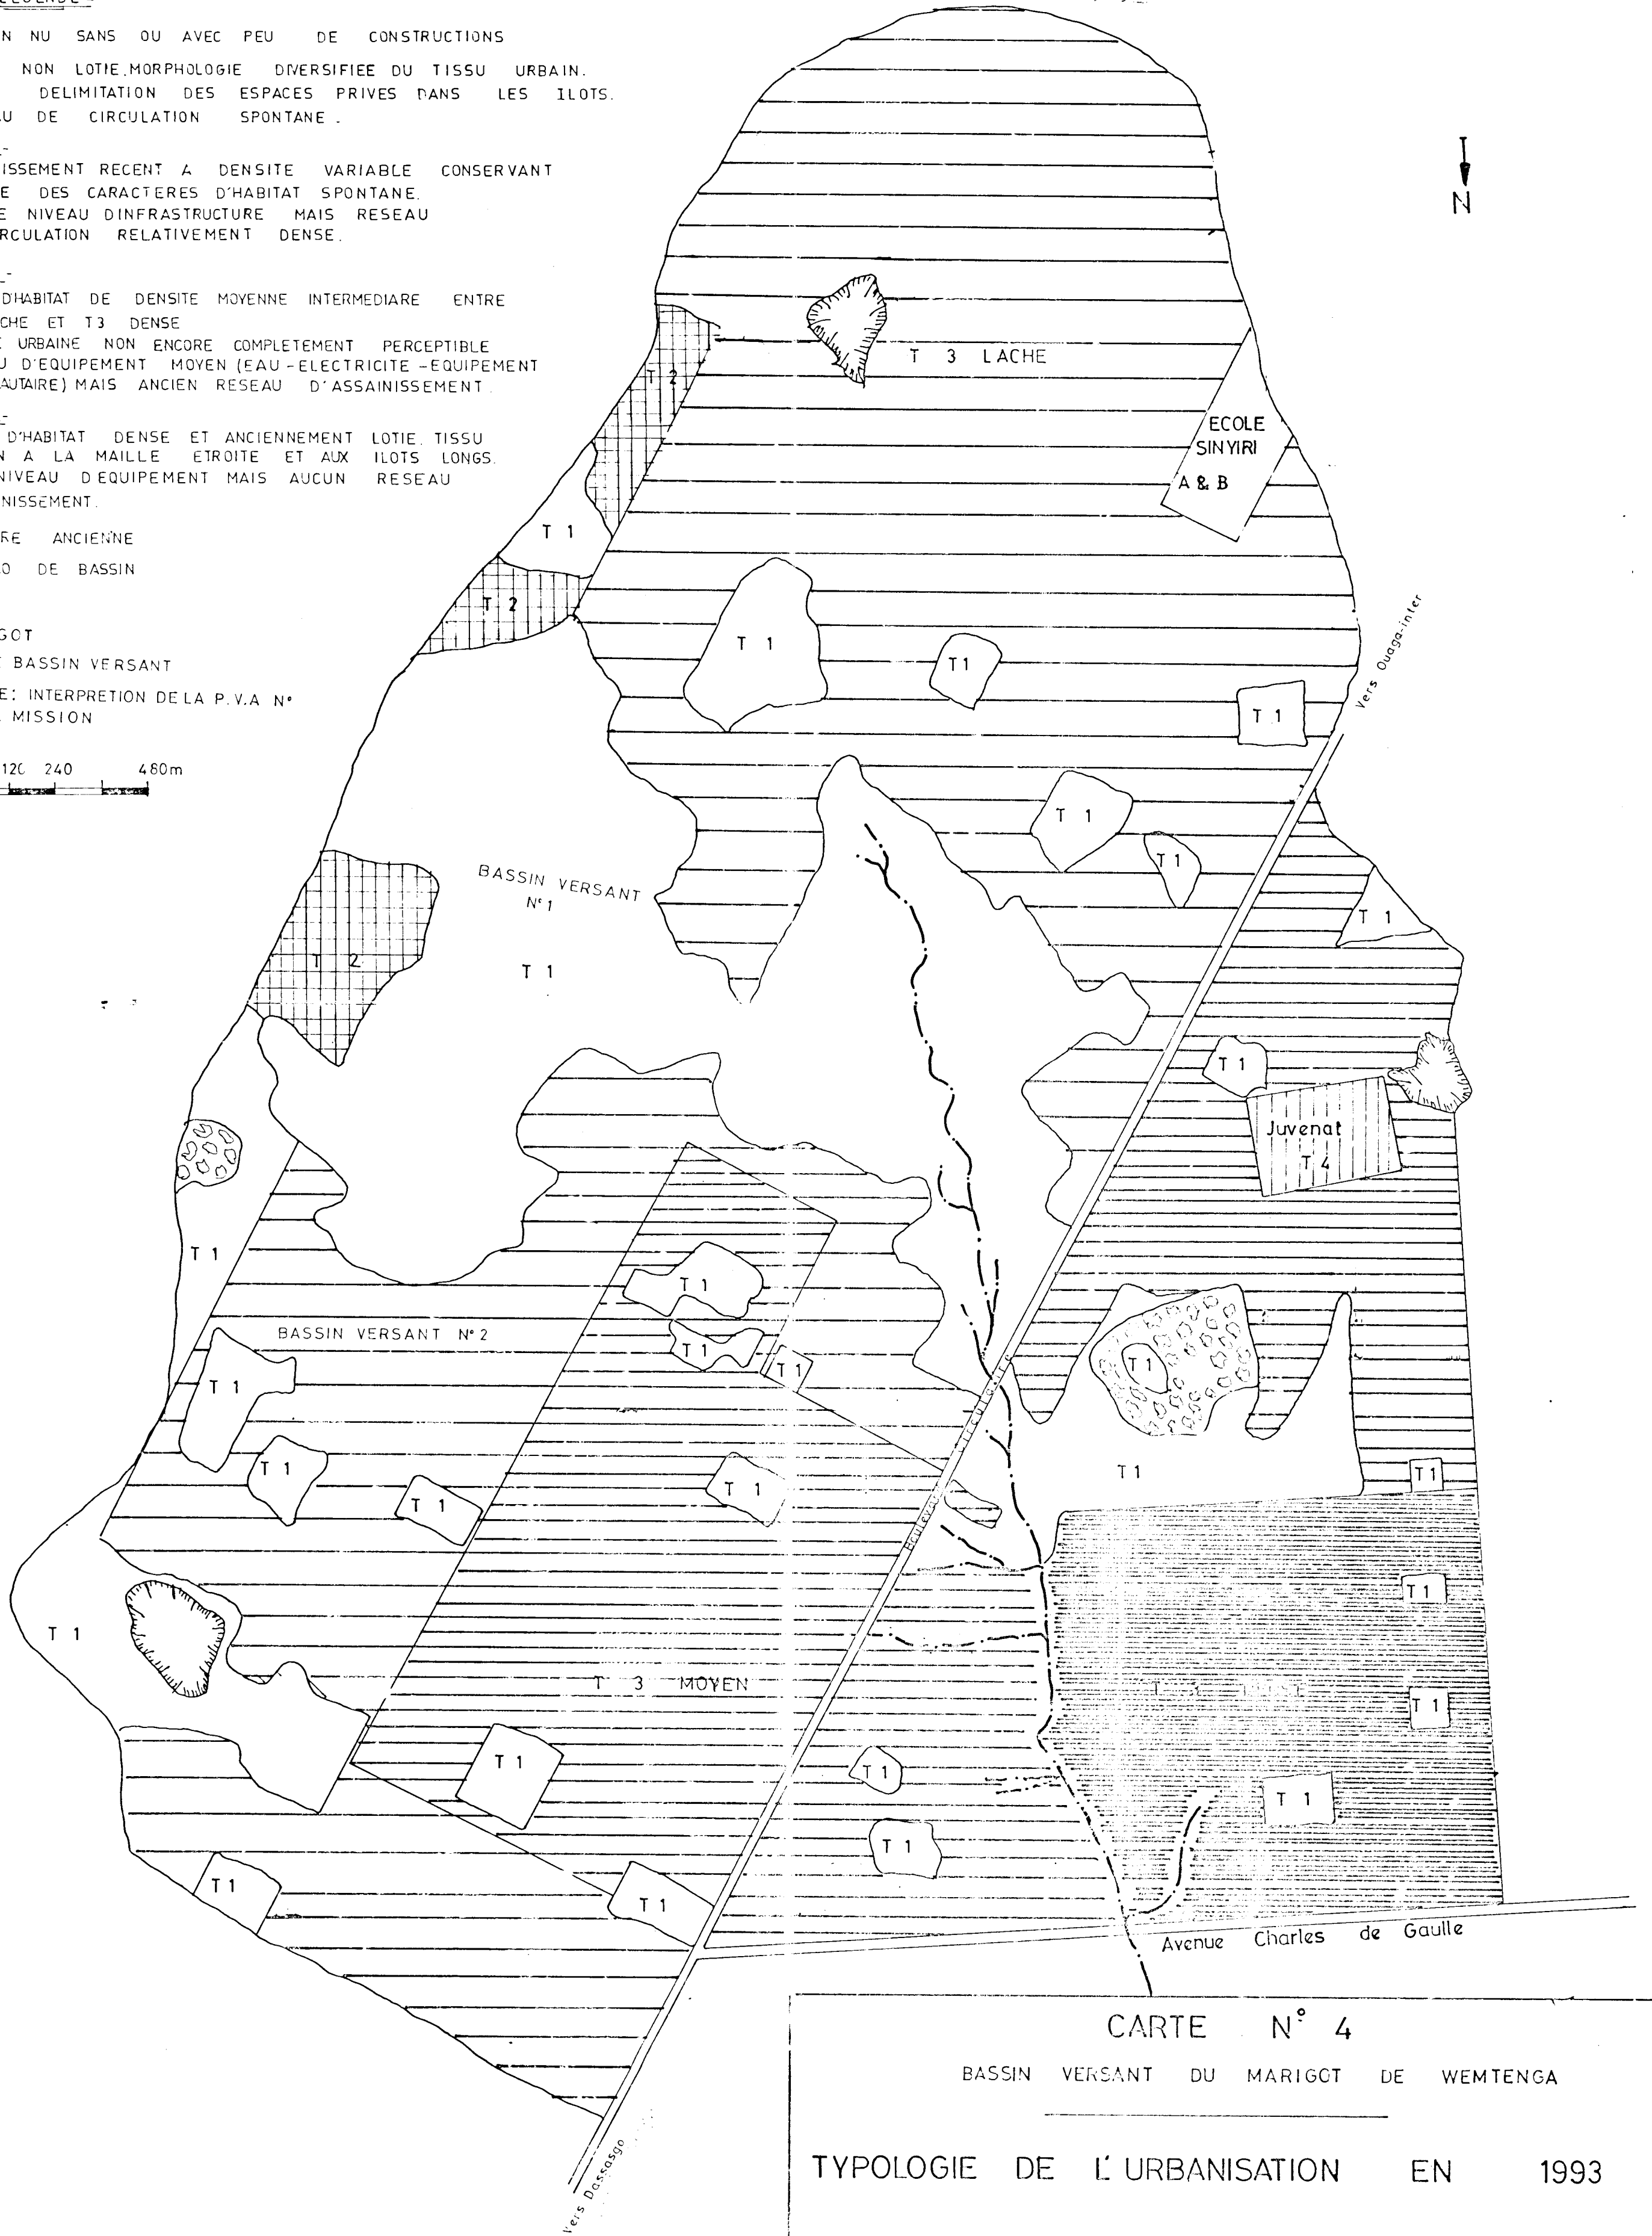 LEGENDE
N NU SANS OU AVEC PEU DE CONSTRUCTIONS
NON LOTIE.MORPHOLOGIE DIVERSIFIEE DU TISSU URBAIN.
DELIMITATION DES ESPACES PRIVES DANS LES ILOTS.
U DE CIRCULATION SPONTANE.
ISSEMENT RECENT A DENSITE VARIABLE CONSERVANT
E DES CARACTERES D'HABITAT SPONTANE.
E NIVEAU DINFRASTRUCTURE MAIS RESEAU
RCULATION RELATIVEMENT DENSE.
D'HABITAT DE DENSITE MOYENNE INTERMEDIARE ENTRE
CHE ET T3 DENSE
E URBAINE NON ENCORE COMPLETEMENT PERCEPTIBLE
U D'EQUIPEMENT MOYEN (EAU-ELECTRICITE-EQUIPEMENT
AUTAIRE) MAIS ANCIEN RESEAU D'ASSAINISSEMENT.
D'HABITAT DENSE ET ANCIENNEMENT LOTIE. TISSU
N A LA MAILLE ETROITE ET AUX ILOTS LONGS.
NIVEAU D EQUIPEMENT MAIS AUCUN RESEAU
NISSEMENT.
RE ANCIENNE
O DE BASSIN
GOT
E BASSIN VERSANT
E: INTERPRETION DE LA P.V.A N°
MISSION
120 240 480m
N
T 3 LACHE
T 2
ECOLE
SINYIRI
A & B
T 1
T 2
T 1
T1
T 1
Vers Ouaga-inter
T 1
T 1
T 1
BASSIN VERSANT
N°1
T 1
T 2
T 1
Juvenat
T 4
T 1
T 1
BASSIN VERSANT N°2
T 1
T1
T1
T 1
T 1
T 1
T 1
T1
T1
T 1
T 1
T 1
T 3 MOYEN
T 1
T 1
T 1
T 1
T 1
T 1
T 1
Avenue Charles de Gaulle
Vers Dassasgo
CARTE N° 4
BASSIN VERSANT DU MARIGOT DE WEMTENGA
TYPOLOGIE DE L'URBANISATION EN 1993